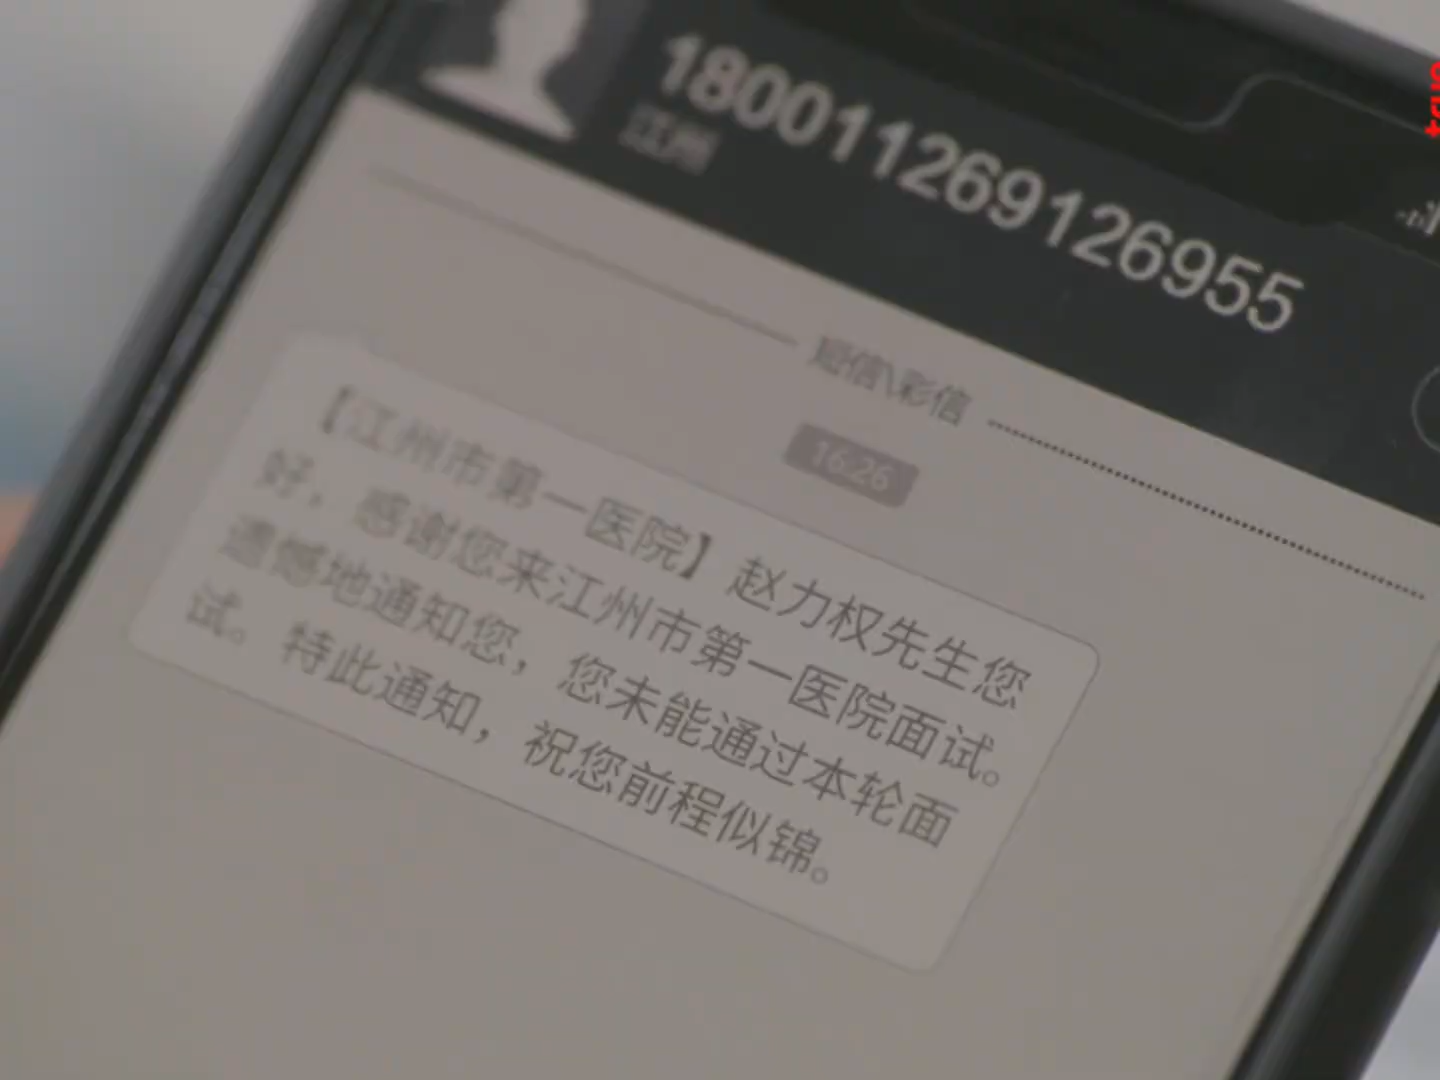 180011269126955
江州
短信\彩信
16:26
【江州市第一医院】赵力权先生您
好，感谢您来江州市第一医院面试。
遗憾地通知您，您未能通过本轮面
试。特此通知，祝您前程似锦。